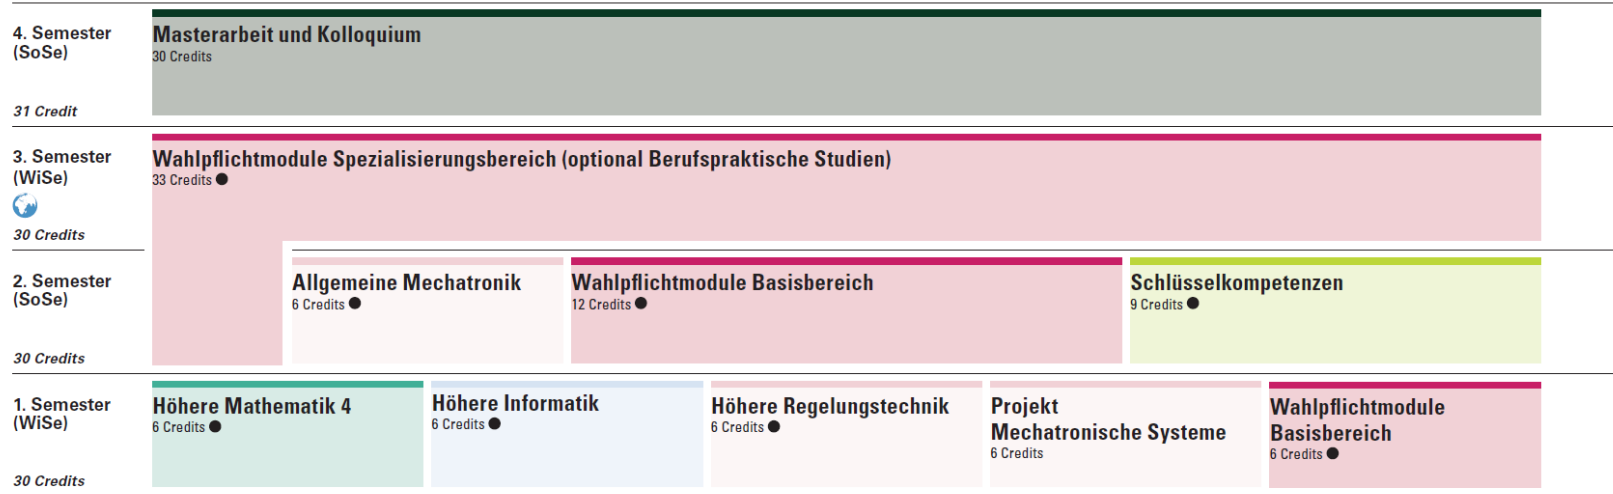 4. Semester
(SoSe)
31 Credit
Masterarbeit und Kolloquium
30 Credits
3. Semester
(WiSe)
30 Credits
Wahlpflichtmodule Spezialisierungsbereich (optional Berufspraktische Studien)
33 Credits ●
2. Semester
(SoSe)
30 Credits
Allgemeine Mechatronik
6 Credits ●
Wahlpflichtmodule Basisbereich
12 Credits ●
Schlüsselkompetenzen
9 Credits ●
1. Semester
(WiSe)
30 Credits
Höhere Mathematik 4
6 Credits ●
Höhere Informatik
6 Credits ●
Höhere Regelungstechnik
6 Credits ●
Projekt
Mechatronische Systeme
6 Credits
Wahlpflichtmodule
Basisbereich
6 Credits ●